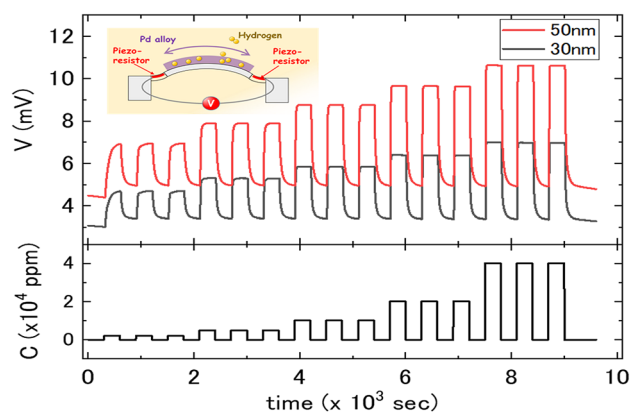 12
10
8
6
4
V (mV)
Pd alloy
Hydrogen
Piezo-
resistor
Piezo-
resistor
V
50nm
30nm
4
2
0
C (x10⁴ ppm)
0
2
4
6
8
10
time (x 10³ sec)